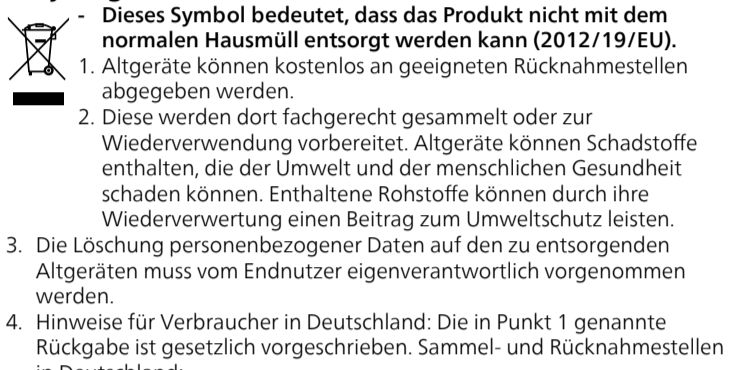 - Dieses Symbol bedeutet, dass das Produkt nicht mit dem
normalen Hausmüll entsorgt werden kann (2012/19/EU).
1. Altgeräte können kostenlos an geeigneten Rücknahmestellen
abgegeben werden.
2. Diese werden dort fachgerecht gesammelt oder zur
Wiederverwendung vorbereitet. Altgeräte können Schadstoffe
enthalten, die der Umwelt und der menschlichen Gesundheit
schaden können. Enthaltene Rohstoffe können durch ihre
Wiederverwertung einen Beitrag zum Umweltschutz leisten.
3. Die Löschung personenbezogener Daten auf den zu entsorgenden
Altgeräten muss vom Endnutzer eigenverantwortlich vorgenommen
werden.
4. Hinweise für Verbraucher in Deutschland: Die in Punkt 1 genannte
Rückgabe ist gesetzlich vorgeschrieben. Sammel- und Rücknahmestellen
in Deutschland: